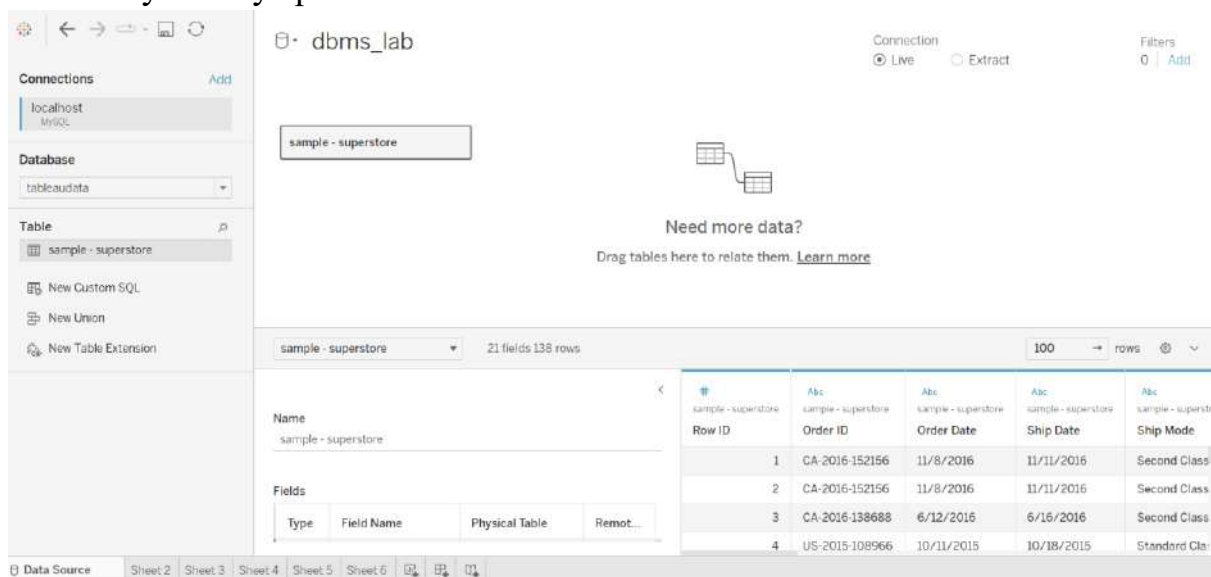 dbms_lab
Connection
Live Extract
Filters
0 Add
Connections Add
localhost
MySQL
Database
tableaudata
Table
sample - superstore
New Custom SQL
New Union
New Table Extension
sample - superstore
Need more data?
Drag tables here to relate them. Learn more
sample - superstore 21 fields 138 rows 100 → rows
Name
sample - superstore
Fields
Type Field Name Physical Table Remot...
# Abc Abc Abc Abc
sample - superstore sample - superstore sample - superstore sample - superstore sample - superst
Row ID Order ID Order Date Ship Date Ship Mode
1 CA-2016-152156 11/8/2016 11/11/2016 Second Class
2 CA-2016-152156 11/8/2016 11/11/2016 Second Class
3 CA-2016-138688 6/12/2016 6/16/2016 Second Class
4 US-2015-108966 10/11/2015 10/18/2015 Standard Cla
Data Source Sheet 2 Sheet 3 Sheet 4 Sheet 5 Sheet 6